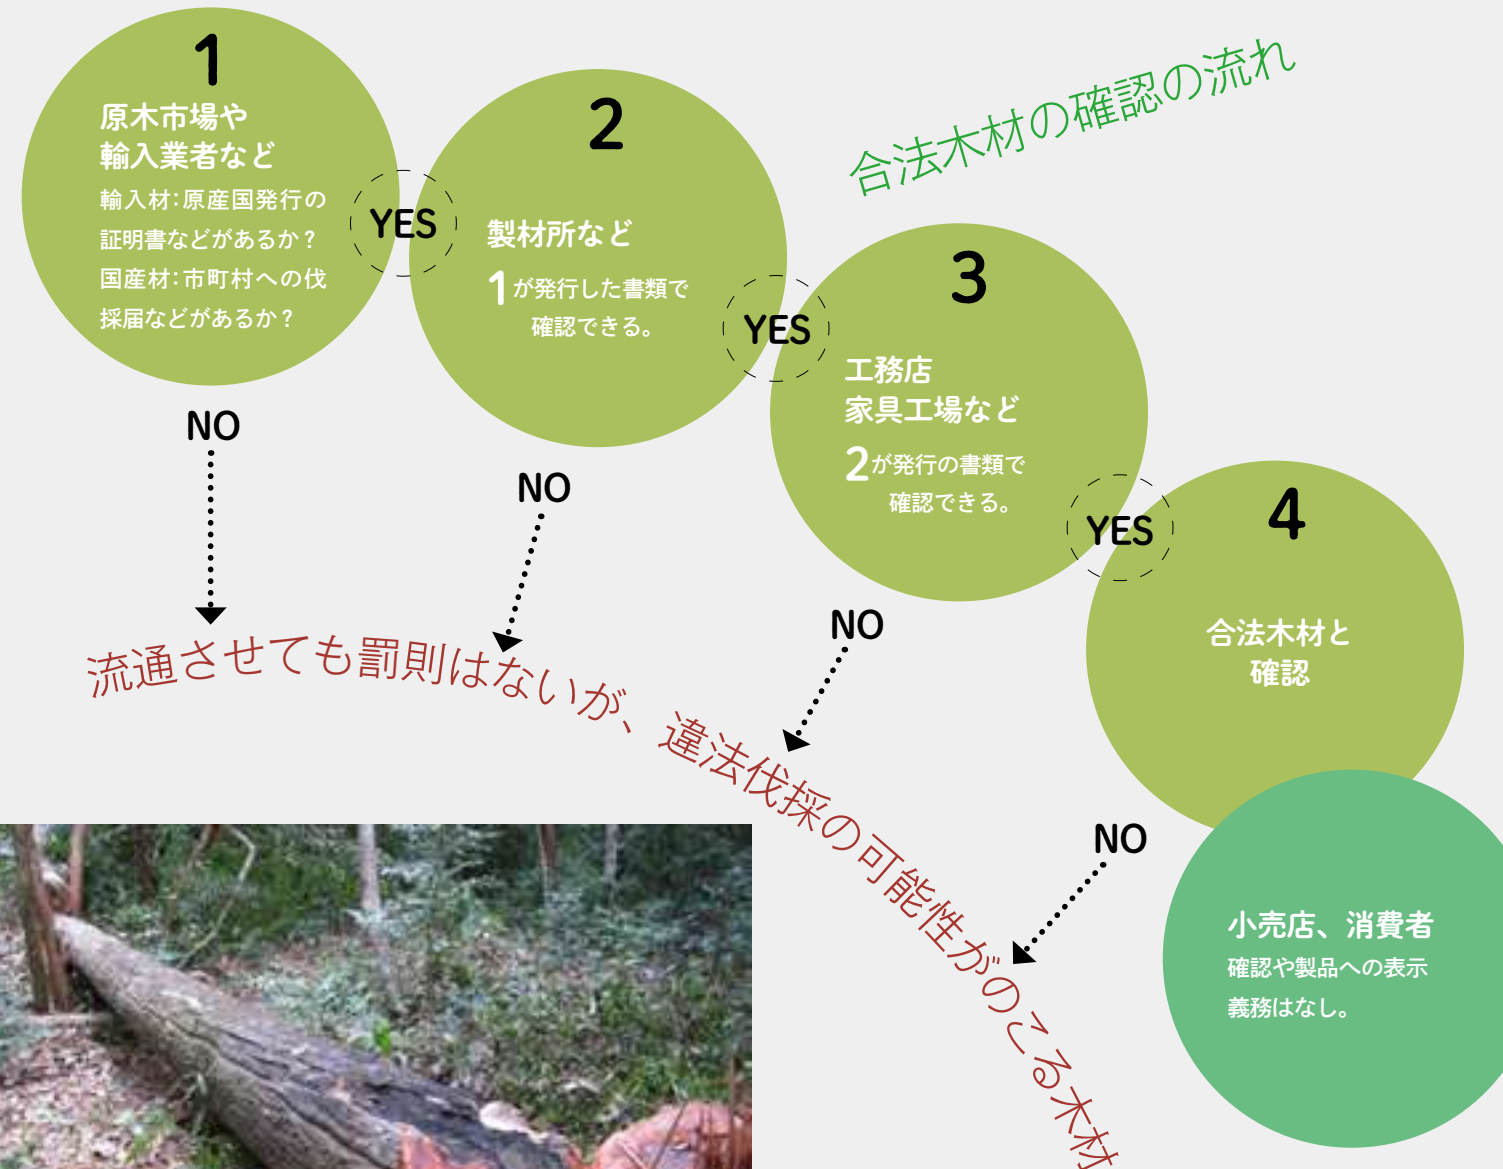 合法木材の確認の流れ
1
原木市場や
輸入業者など
輸入材：原産国発行の
証明書などがあるか？
国産材：市町村への伐
採届などがあるか？
YES
NO
2
製材所など
1が発行した書類で
確認できる。
YES
NO
3
工務店
家具工場など
2が発行の書類で
確認できる。
YES
NO
4
合法木材と
確認
NO
小売店、消費者
確認や製品への表示
義務はなし。
流通させても罰則はないが、違法伐採の可能性がのこる木材